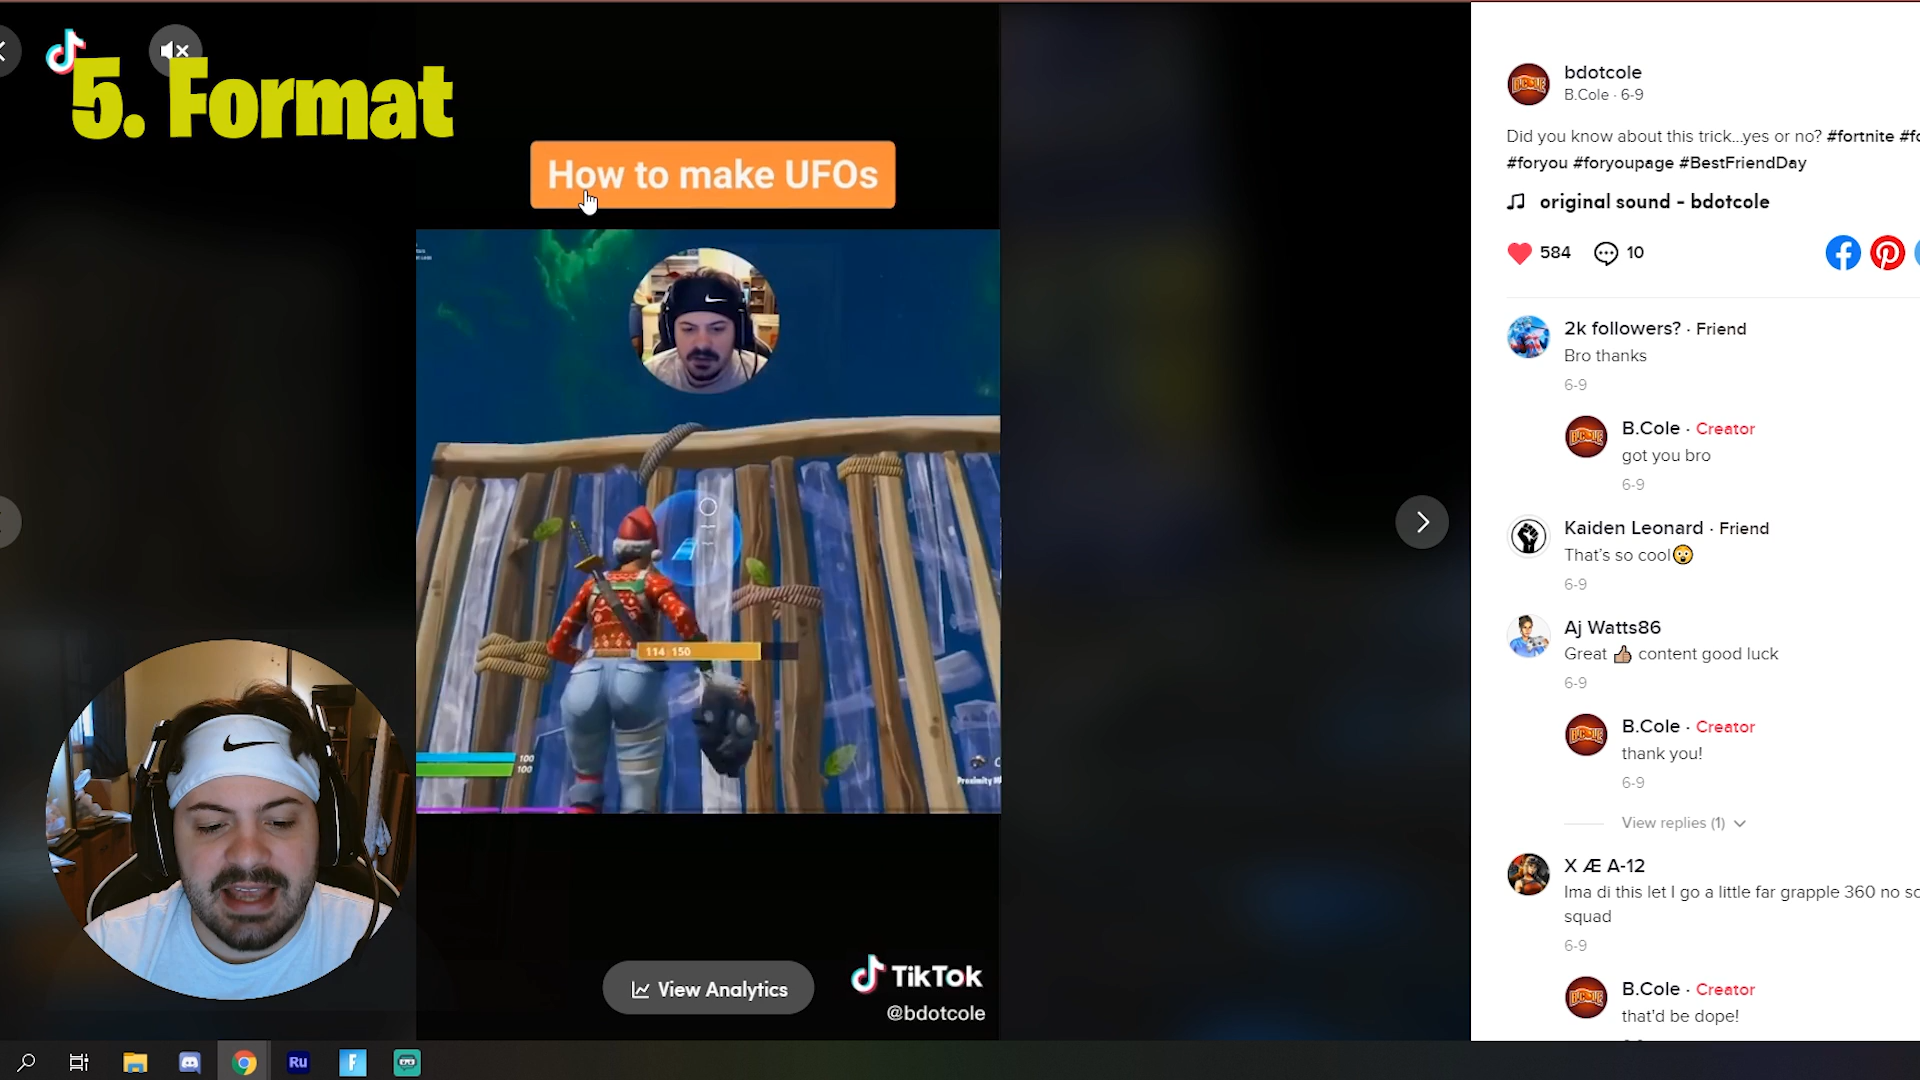 5. Format
How to make UFOs
114 150
100
100
View Analytics
TikTok
@bdotcole
bdotcole
B.Cole · 6-9
Did you know about this trick...yes or no? #fortnite
#foryou #foryoupage #BestFriendDay
original sound - bdotcole
584
10
2k followers? · Friend
Bro thanks
6-9
B.Cole · Creator
got you bro
6-9
Kaiden Leonard · Friend
That's so cool😲
6-9
Aj Watts86
Great 👍🏼 content good luck
6-9
B.Cole · Creator
thank you!
6-9
View replies (1)
X Æ A-12
Ima di this let I go a little far grapple 360 no
squad
6-9
B.Cole · Creator
that'd be dope!
Ru